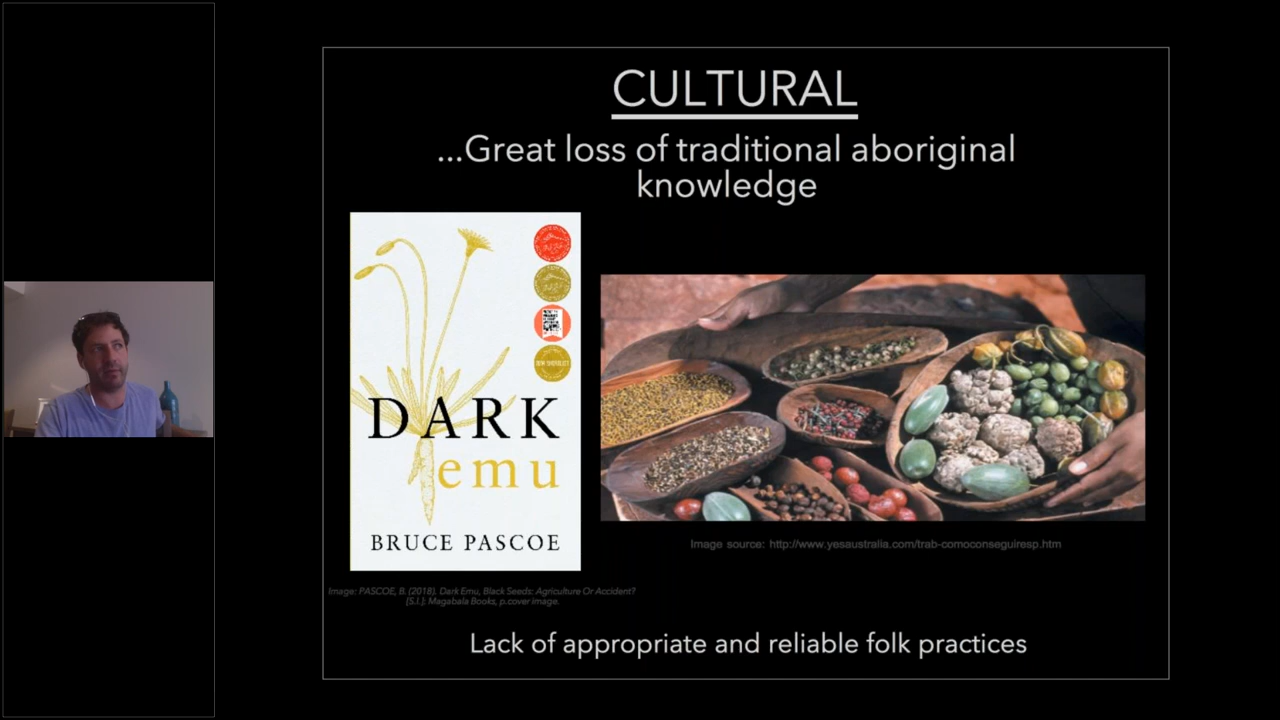 CULTURAL
...Great loss of traditional aboriginal
knowledge
DARK
emu
BRUCE PASCOE
Image source: http://www.yesaustralia.com/trab-comoconseguiresp.htm
Image: PASCOE, B. (2018). Dark Emu, Black Seeds: Agriculture Or Accident?
[S.l.]: Magabala Books, p.cover image.
Lack of appropriate and reliable folk practices